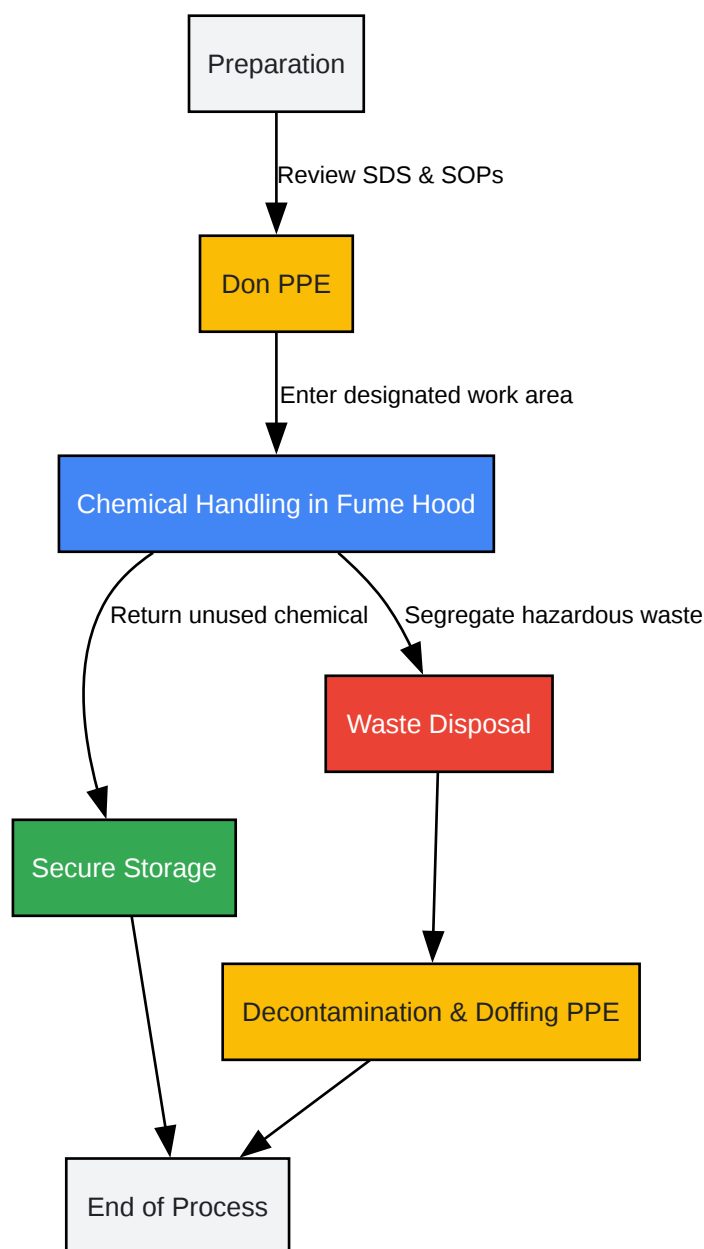 Preparation
Review SDS & SOPs
Don PPE
Enter designated work area
Chemical Handling in Fume Hood
Return unused chemical
Segregate hazardous waste
Waste Disposal
Secure Storage
Decontamination & Doffing PPE
End of Process